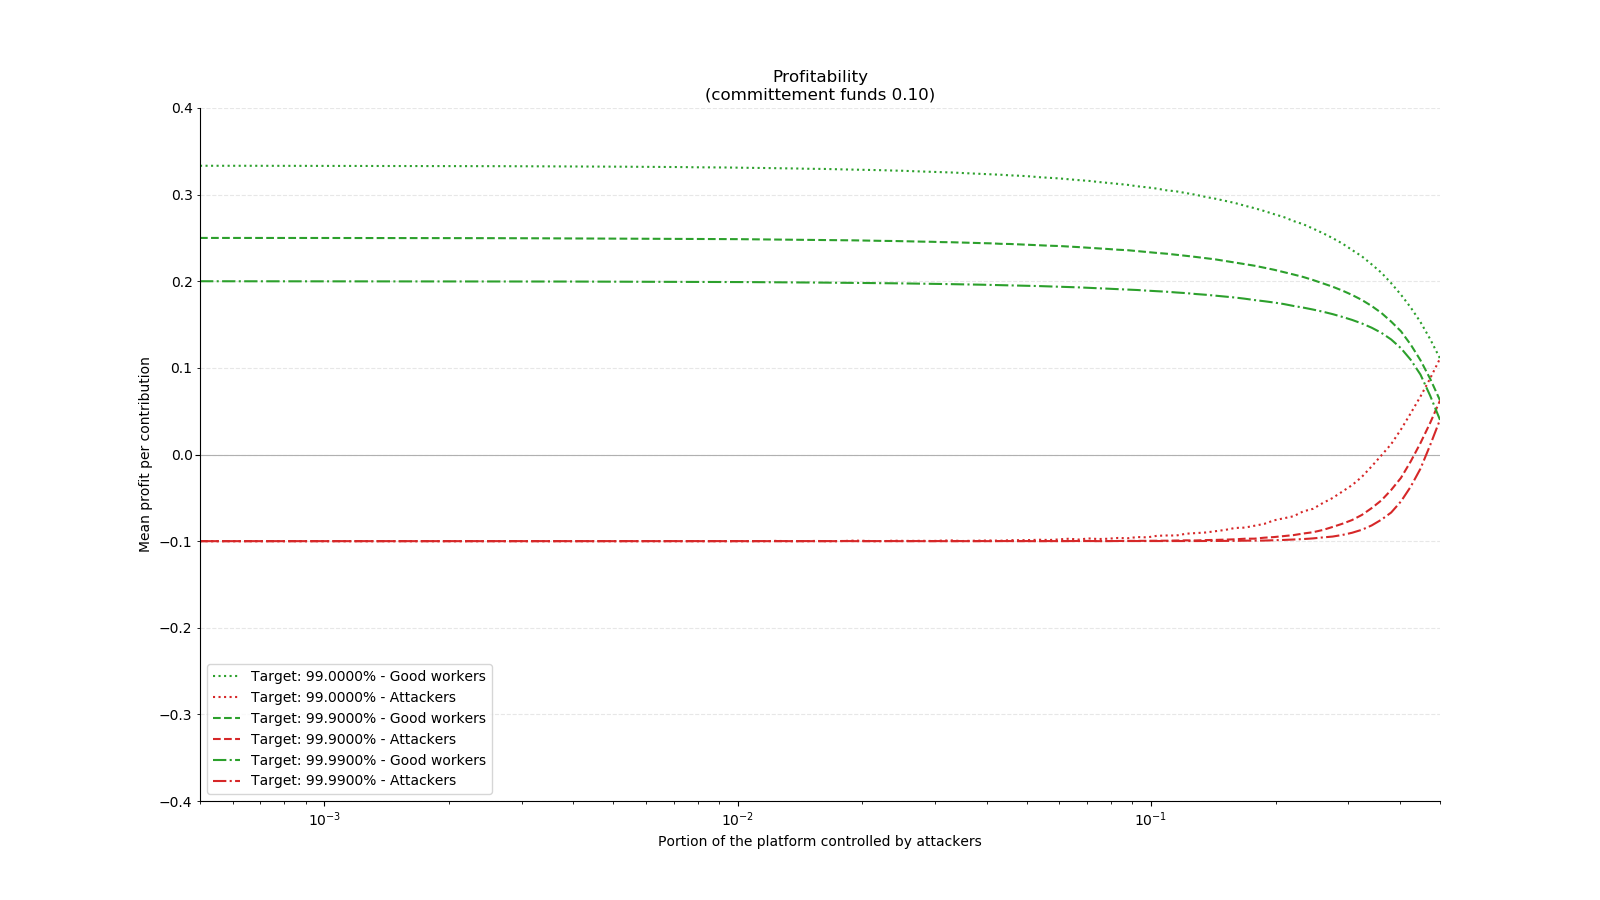 Profitability
(committement funds 0.10)
0.4
0.3
0.2
0.1
0.0
−0.1
−0.2
−0.3
−0.4
Mean profit per contribution
Target: 99.0000% - Good workers
Target: 99.0000% - Attackers
Target: 99.9000% - Good workers
Target: 99.9000% - Attackers
Target: 99.9900% - Good workers
Target: 99.9900% - Attackers
10⁻³ 10⁻² 10⁻¹
Portion of the platform controlled by attackers